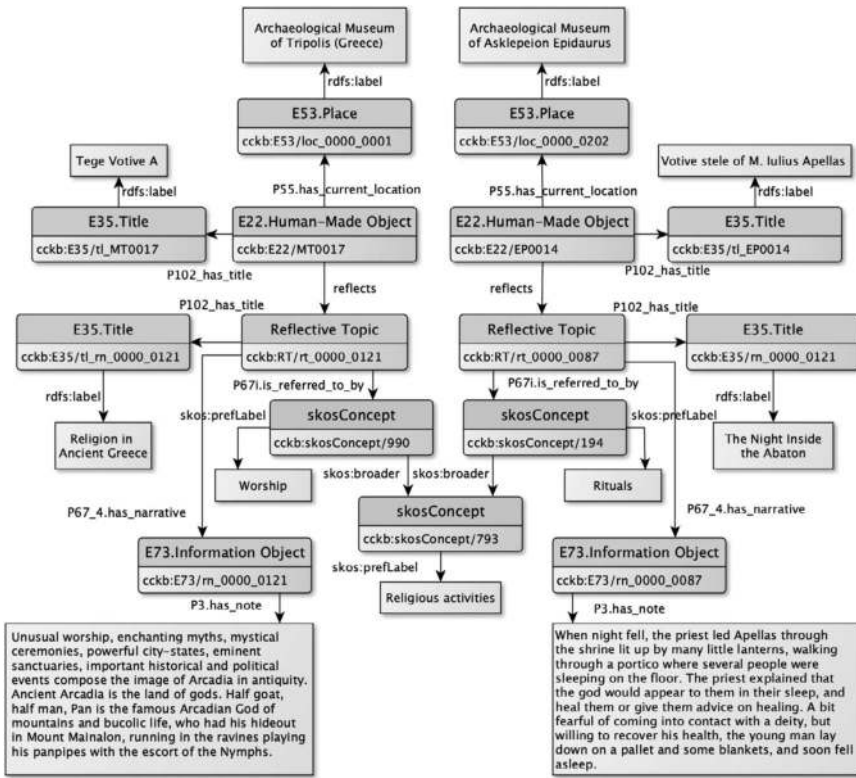 Archaeological Museum
of Tripolis (Greece)
Archaeological Museum
of Asklepeion Epidaurus
rdfs:label
rdfs:label
E53.Place
cckb:E53/loc_0000_0001
E53.Place
cckb:E53/loc_0000_0202
Tege Votive A
Votive stele of M. Iulius Apellas
rdfs:label
P55.has_current_location
P55.has_current_location
rdfs:label
E35.Title
cckb:E35/tl_MT0017
E22.Human-Made Object
cckb:E22/MT0017
E22.Human-Made Object
cckb:E22/EP0014
E35.Title
cckb:E35/tl_EP0014
P102_has_title
P102_has_title
reflects
reflects
P102_has_title
P102_has_title
E35.Title
cckb:E35/tl_rn_0000_0121
Reflective Topic
cckb:RT/rt_0000_0121
Reflective Topic
cckb:RT/rt_0000_0087
E35.Title
cckb:E35/rn_0000_0121
P67i.is_referred_to_by
P67i.is_referred_to_by
rdfs:label
rdfs:label
skos:prefLabel
skosConcept
cckb:skosConcept/990
skosConcept
cckb:skosConcept/194
skos:prefLabel
Religion in
Ancient Greece
The Night Inside
the Abaton
Worship
skos:broader
skos:broader
Rituals
P67_4.has_narrative
skosConcept
cckb:skosConcept/793
P67_4.has_narrative
E73.Information Object
cckb:E73/rn_0000_0121
skos:prefLabel
E73.Information Object
cckb:E73/rn_0000_0087
Religious activities
P3.has_note
P3.has_note
Unusual worship, enchanting myths, mystical
ceremonies, powerful city-states, eminent
sanctuaries, important historical and political
events compose the image of Arcadia in antiquity.
Ancient Arcadia is the land of gods. Half goat,
half man, Pan is the famous Arcadian God of
mountains and bucolic life, who had his hideout
in Mount Mainalon, running in the ravines playing
his panpipes with the escort of the Nymphs.
When night fell, the priest led Apellas through
the shrine lit up by many little lanterns, walking
through a portico where several people were
sleeping on the floor. The priest explained that
the god would appear to them in their sleep, and
heal them or give them advice on healing. A bit
fearful of coming into contact with a deity, but
willing to recover his health, the young man lay
down on a pallet and some blankets, and soon fell
asleep.